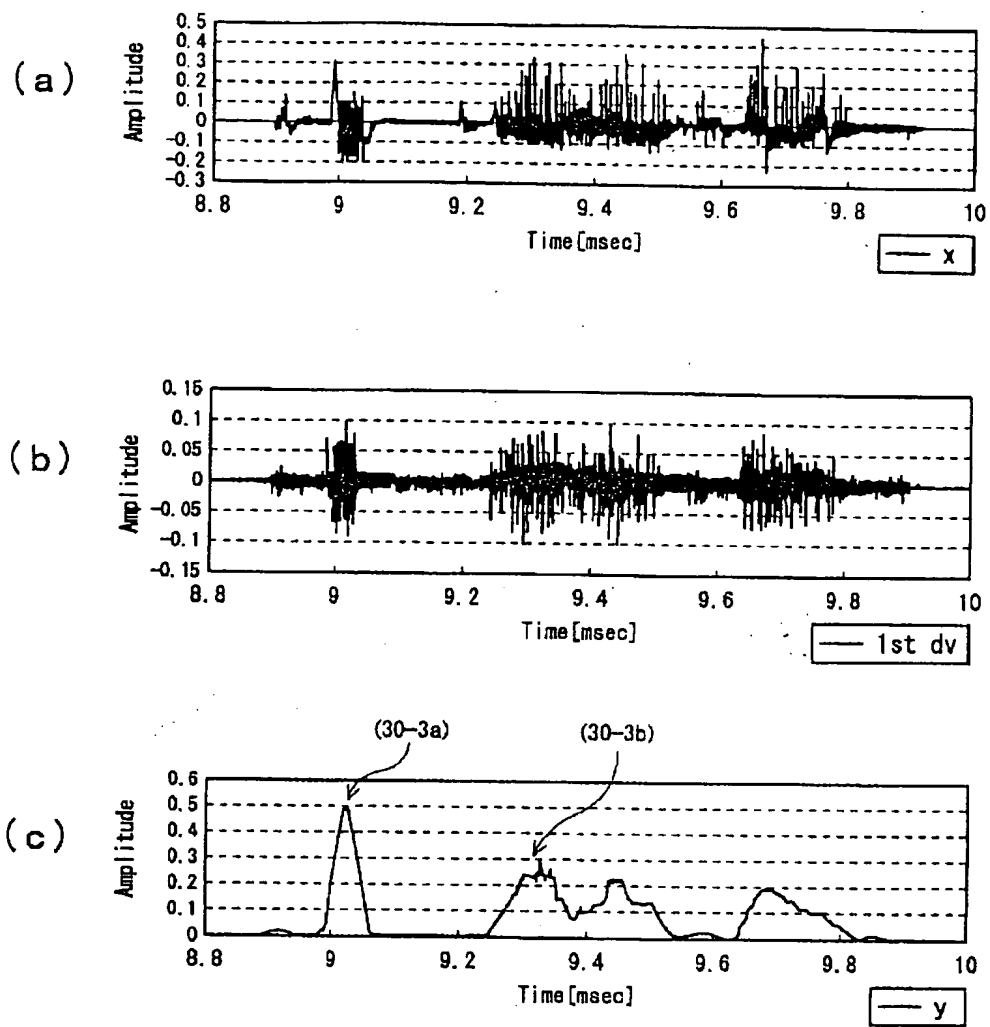 (a)
Amplitude
0.5
0.4
0.3
0.2
0.1
0
-0.1
-0.2
-0.3
8.8 9 9.2 9.4 9.6 9.8 10
Time[msec]
x
(b)
Amplitude
0.15
0.1
0.05
0
-0.05
-0.1
-0.15
8.8 9 9.2 9.4 9.6 9.8 10
Time[msec]
1st dv
(30-3a) (30-3b)
(c)
Amplitude
0.6
0.5
0.4
0.3
0.2
0.1
0
8.8 9 9.2 9.4 9.6 9.8 10
Time[msec]
y